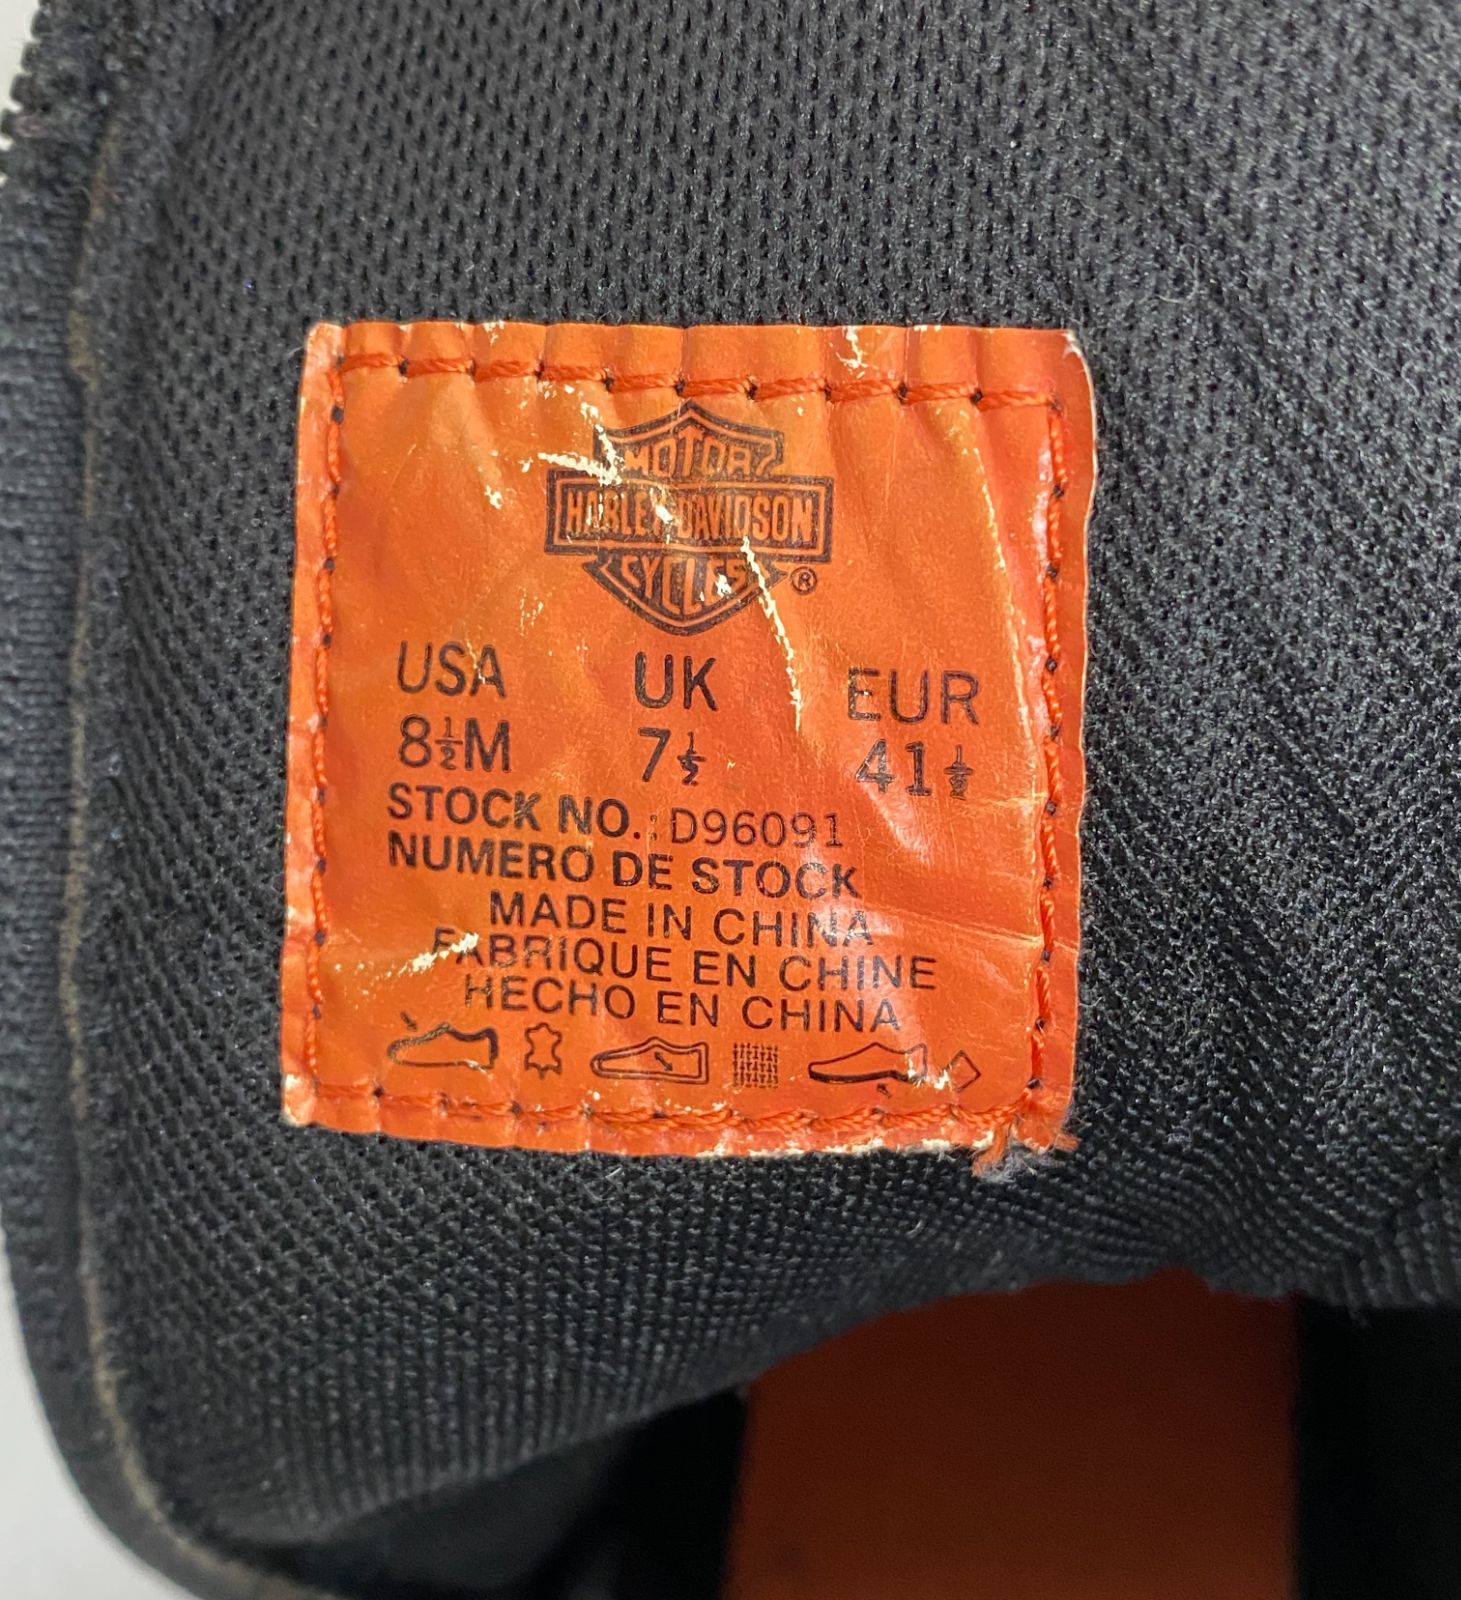 MOTOR
HARLEY-DAVIDSON
CYCLES ®
USA UK EUR
8½M 7½ 41½
STOCK NO.: D96091
NUMERO DE STOCK
MADE IN CHINA
FABRIQUE EN CHINE
HECHO EN CHINA